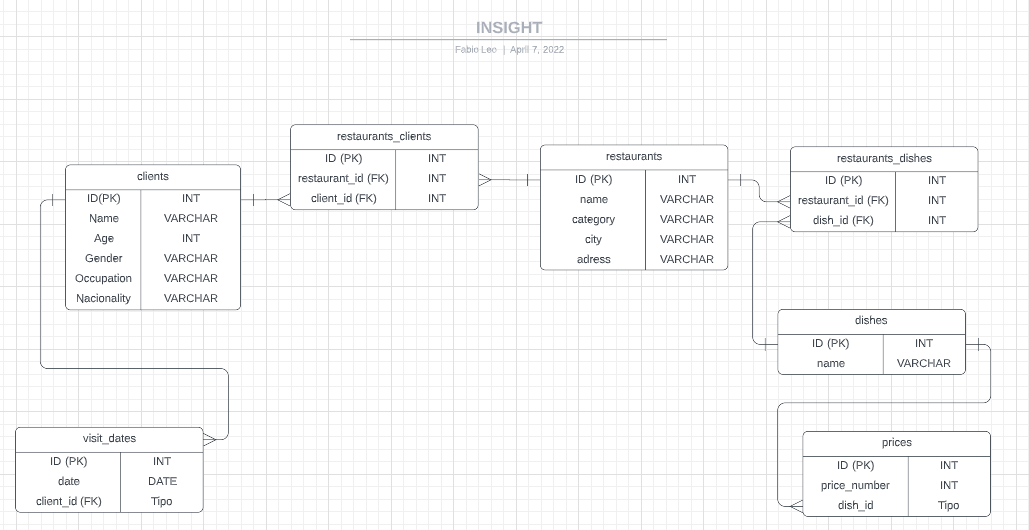 INSIGHT
Fabio Leo | April 7, 2022
restaurants_clients
ID (PK) INT
restaurant_id (FK) INT
client_id (FK) INT
clients
ID(PK) INT
Name VARCHAR
Age INT
Gender VARCHAR
Occupation VARCHAR
Nacionality VARCHAR
restaurants
ID (PK) INT
name VARCHAR
category VARCHAR
city VARCHAR
adress VARCHAR
restaurants_dishes
ID (PK) INT
restaurant_id (FK) INT
dish_id (FK) INT
dishes
ID (PK) INT
name VARCHAR
visit_dates
ID (PK) INT
date DATE
client_id (FK) Tipo
prices
ID (PK) INT
price_number INT
dish_id Tipo